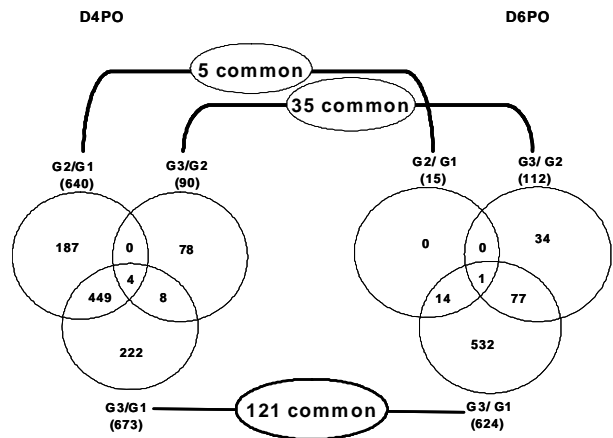 D4PO
D6PO
5 common
35 common
G2/G1
(640)
G3/G2
(90)
G2/ G1
(15)
G3/ G2
(112)
187
0
78
4
449
8
222
0
0
34
1
14
77
532
G3/G1
(673)
121 common
G3/ G1
(624)